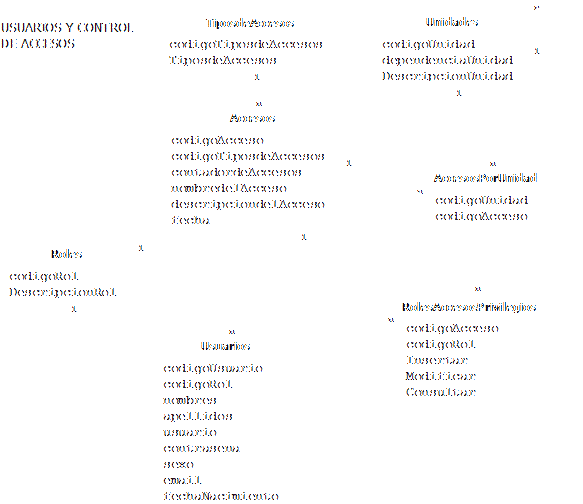 USUARIOS Y CONTROL
DE ACCESOS
TiposdeAccesos
codigoTiposdeAccesos
TiposdeAccesos
Unidades
codigoUnidad
dependenciaUnidad
DescripcionUnidad
Accesos
codigoAcceso
codigoTiposdeAccesos
contadordeAccesos
nombredelAcceso
descripciondelAcceso
fecha
AccesosPorUnidad
codigoUnidad
codigoAcceso
Roles
codigoRol
DescripcionRol
RolesAccesosPrivilegios
codigoAcceso
codigoRol
Insertar
Modificar
Consultar
Usuarios
codigoUsuario
codigoRol
nombres
apellidos
usuario
contrasena
sexo
email
fechaNacimiento